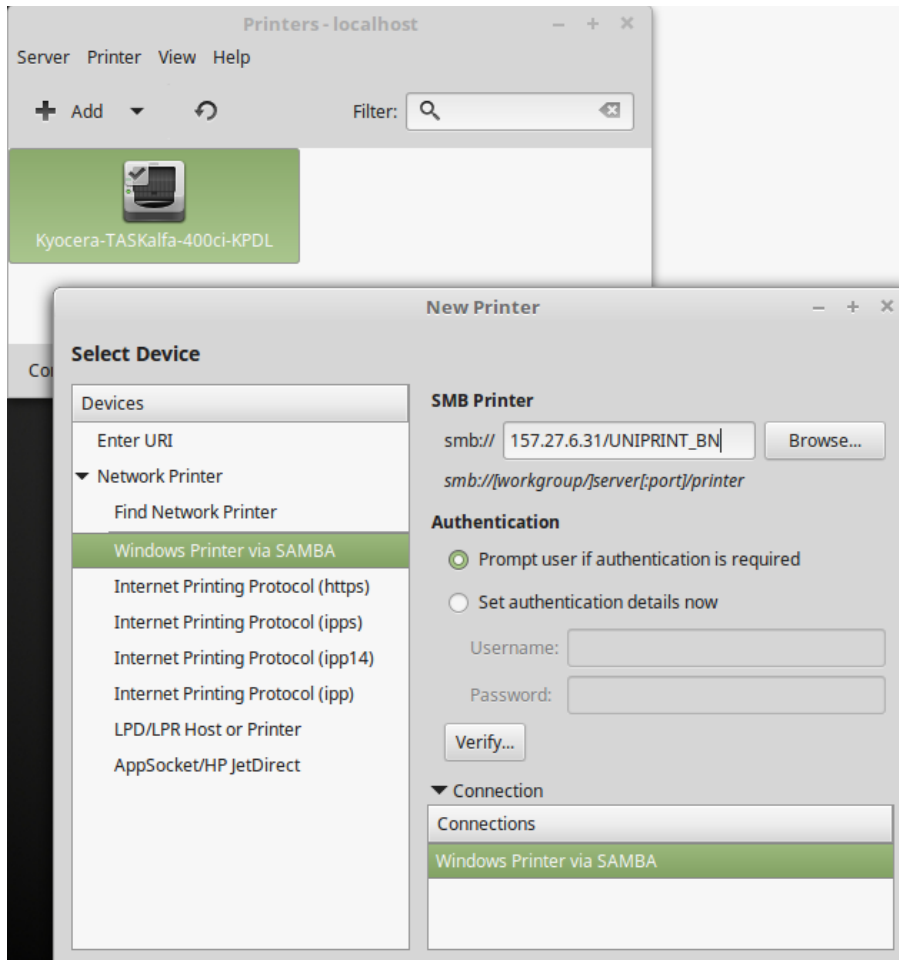 Printers - localhost
Server Printer View Help
Add Filter:
Kyocera-TASKalfa-400ci-KPDL
New Printer
Select Device
Devices
Enter URI
Network Printer
Find Network Printer
Windows Printer via SAMBA
Internet Printing Protocol (https)
Internet Printing Protocol (ipps)
Internet Printing Protocol (ipp14)
Internet Printing Protocol (ipp)
LPD/LPR Host or Printer
AppSocket/HP JetDirect
SMB Printer
smb:// 157.27.6.31/UNIPRINT_BN Browse...
smb://[workgroup/]server[:port]/printer
Authentication
Prompt user if authentication is required
Set authentication details now
Username:
Password:
Verify...
Connection
Connections
Windows Printer via SAMBA